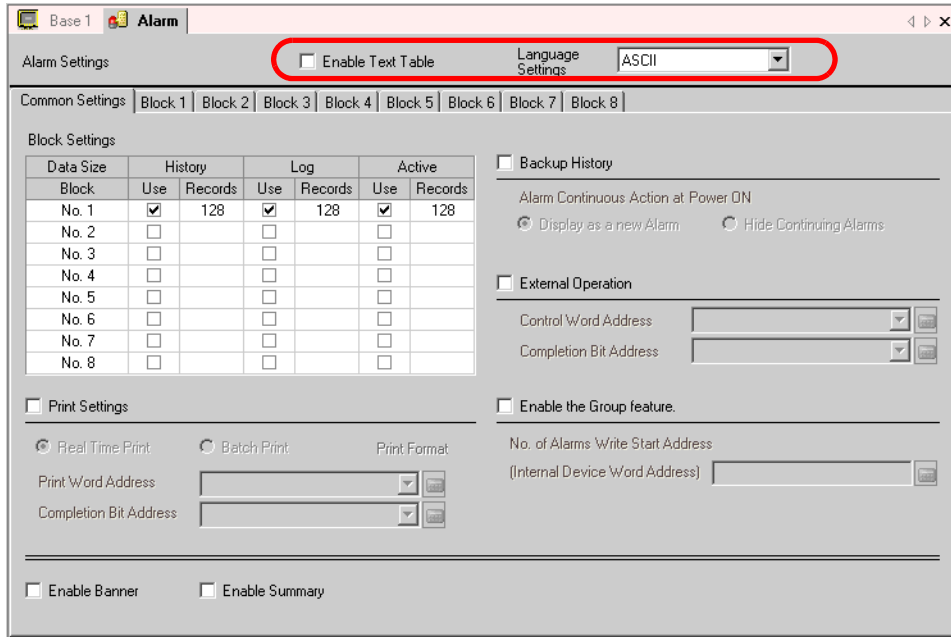 Base 1 Alarm
Alarm Settings Enable Text Table Language Settings ASCII
Common Settings Block 1 Block 2 Block 3 Block 4 Block 5 Block 6 Block 7 Block 8
Block Settings
Data Size History Log Active
Block Use Records Use Records Use Records
No. 1 128 128 128
No. 2
No. 3
No. 4
No. 5
No. 6
No. 7
No. 8
Backup History
Alarm Continuous Action at Power ON
Display as a new Alarm Hide Continuing Alarms
External Operation
Control Word Address
Completion Bit Address
Print Settings
Real Time Print Batch Print Print Format
Print Word Address
Completion Bit Address
Enable the Group feature.
No. of Alarms Write Start Address
(Internal Device Word Address)
Enable Banner Enable Summary